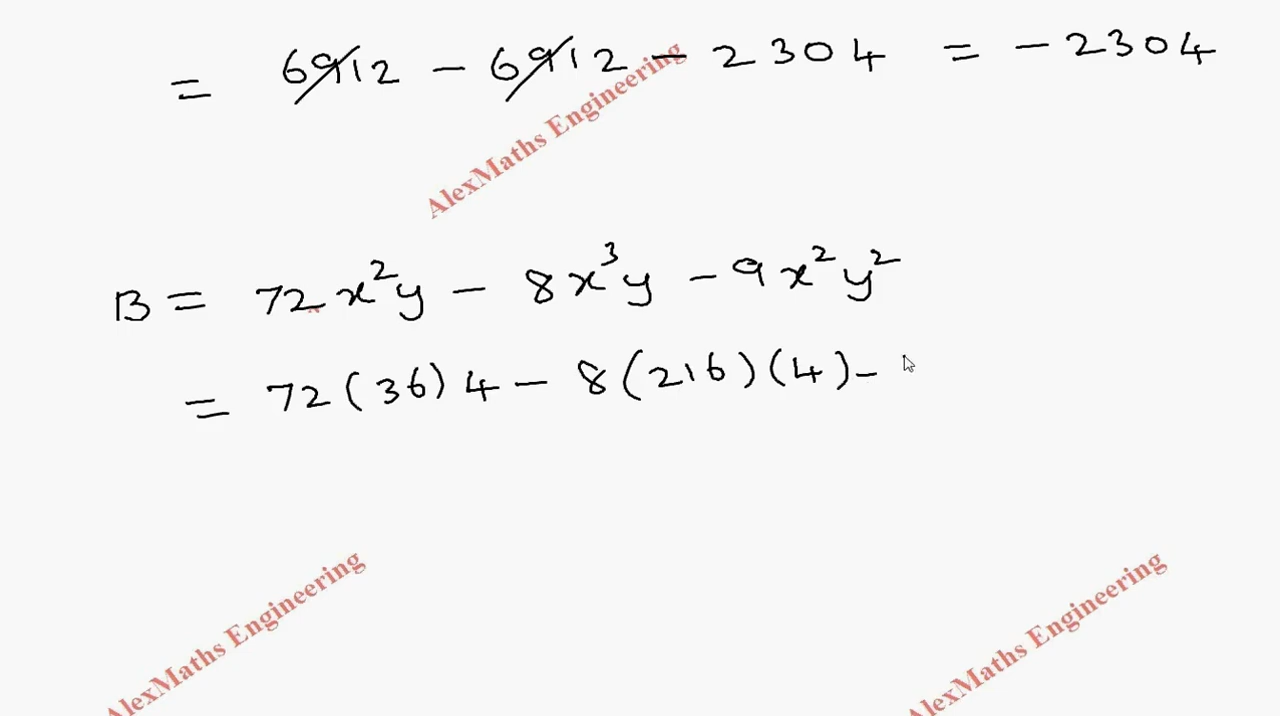 = 6912 - 6912 - 2304 = - 2304
AlexMaths Engineering
B = 72x²y - 8x³y - 9x²y²
= 72(36)4 - 8(216)(4) -
AlexMaths Engineering
AlexMaths Engineering